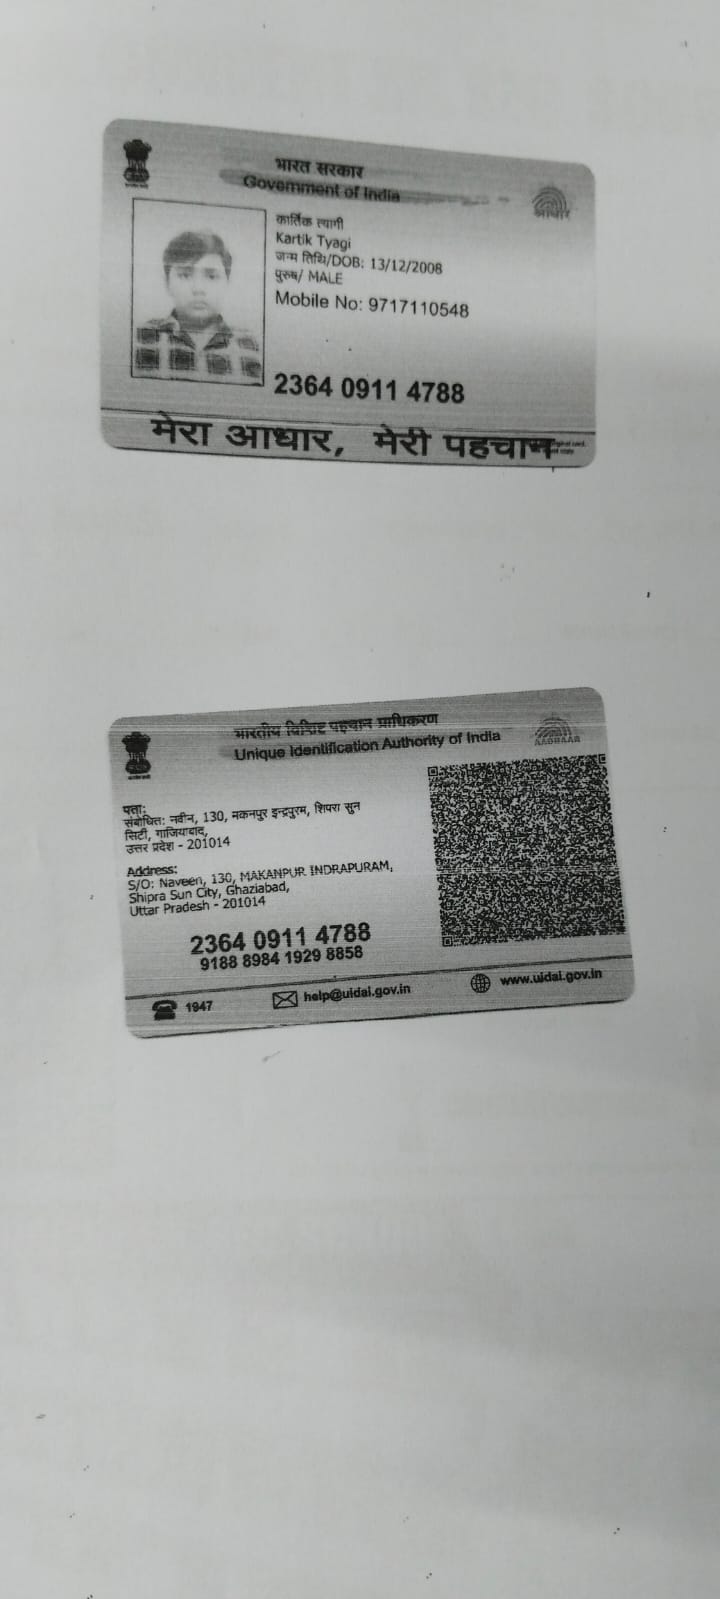 भारत सरकार
Government of India
आधार
कार्तिक त्यागी
Kartik Tyagi
जन्म तिथि/DOB: 13/12/2008
पुरुष/ MALE
Mobile No: 9717110548
2364 0911 4788
मेरा आधार, मेरी पहचान
भारतीय विशिष्ट पहचान प्राधिकरण
Unique Identification Authority of India
AADHAAR
पता:
संबोधित: नवीन, 130, मकनपुर इन्द्रपुरम, शिपरा सुन
सिटी, गाजियाबाद,
उत्तर प्रदेश - 201014
Address:
S/O: Naveen, 130, MAKANPUR INDRAPURAM,
Shipra Sun City, Ghaziabad,
Uttar Pradesh - 201014
2364 0911 4788
9188 8984 1929 8858
1947
help@uidai.gov.in
www.uidai.gov.in